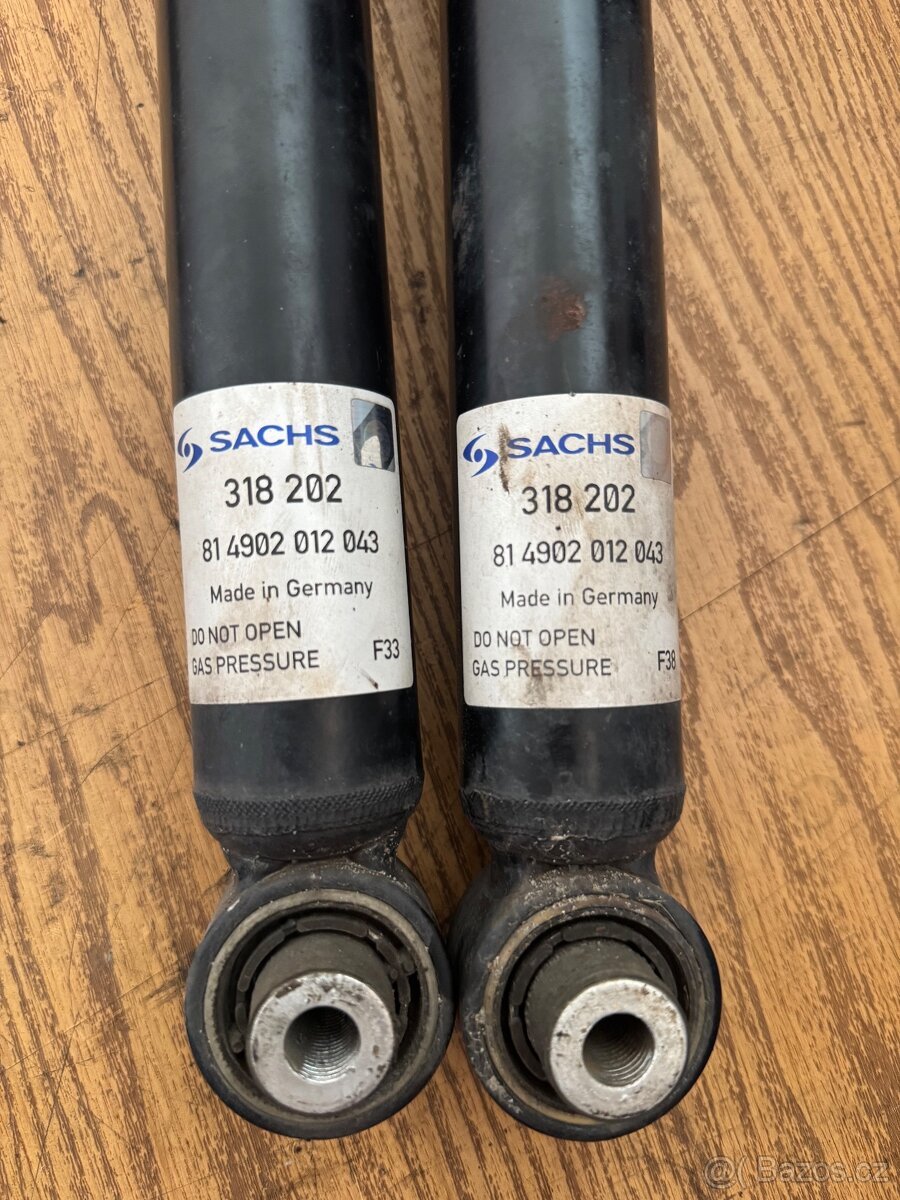 SACHS
318 202
81 4902 012 043
Made in Germany
DO NOT OPEN
GAS PRESSURE F33
SACHS
318 202
81 4902 012 043
Made in Germany
DO NOT OPEN
GAS PRESSURE F38
@( Bazos.cz